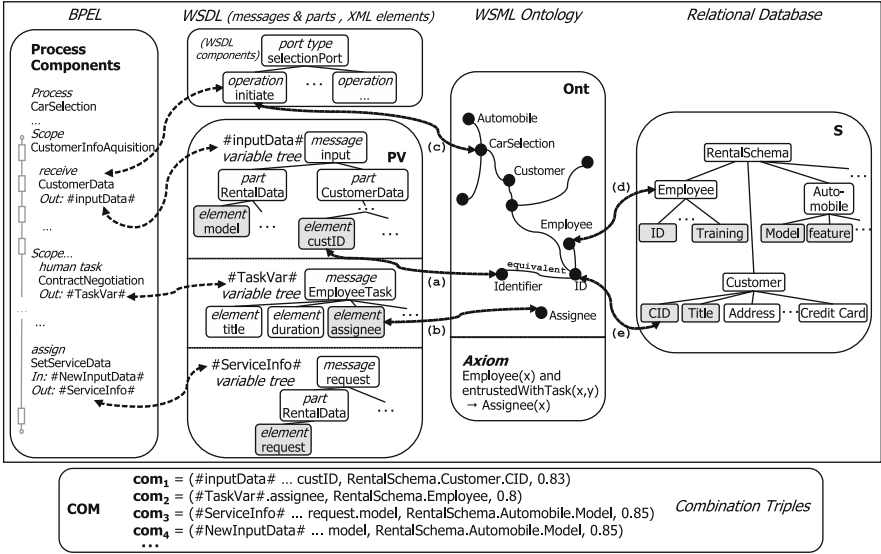 BPEL
WSDL (messages & parts , XML elements)
WSML Ontology
Relational Database
Process
Components
Process
CarSelection
...
Scope
CustomerInfoAquisition
receive
CustomerData
Out: #inputData#
...
Scope...
human task
ContractNegotiation
Out: #TaskVar#
...
...
assign
SetServiceData
In: #NewInputData#
Out: #ServiceInfo#
(WSDL
components)
port type
selectionPort
operation
initiate
...
operation
...
#inputData#
variable tree
message
input
PV
part
RentalData
part
CustomerData
...
...
element
model
element
custID
...
#TaskVar#
variable tree
message
EmployeeTask
element
title
element
duration
element
assignee
...
#ServiceInfo#
variable tree
message
request
part
RentalData
...
element
request
(c)
(a)
(b)
Ont
Automobile
CarSelection
Customer
Employee
equivalent
Identifier
ID
Assignee
Axiom
Employee(x) and
entrustedWithTask(x,y)
→ Assignee(x)
(d)
(e)
S
RentalSchema
...
Employee
Auto-
mobile
ID
...
Training
Model
feature
...
Customer
CID
Title
Address
...
Credit Card
COM
com1 = (#inputData# ... custID, RentalSchema.Customer.CID, 0.83)
com2 = (#TaskVar#.assignee, RentalSchema.Employee, 0.8)
com3 = (#ServiceInfo# ... request.model, RentalSchema.Automobile.Model, 0.85)
com4 = (#NewInputData# ... model, RentalSchema.Automobile.Model, 0.85)
...
Combination Triples